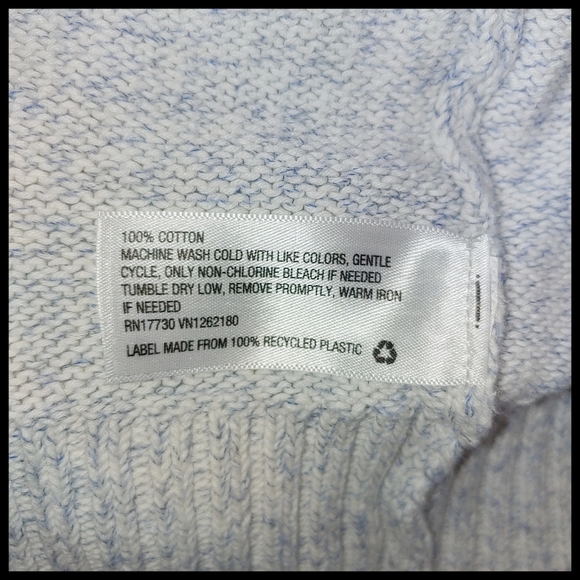 100% COTTON
MACHINE WASH COLD WITH LIKE COLORS, GENTLE
CYCLE, ONLY NON-CHLORINE BLEACH IF NEEDED
TUMBLE DRY LOW, REMOVE PROMPTLY, WARM IRON
IF NEEDED
RN17730 VN1262180
LABEL MADE FROM 100% RECYCLED PLASTIC